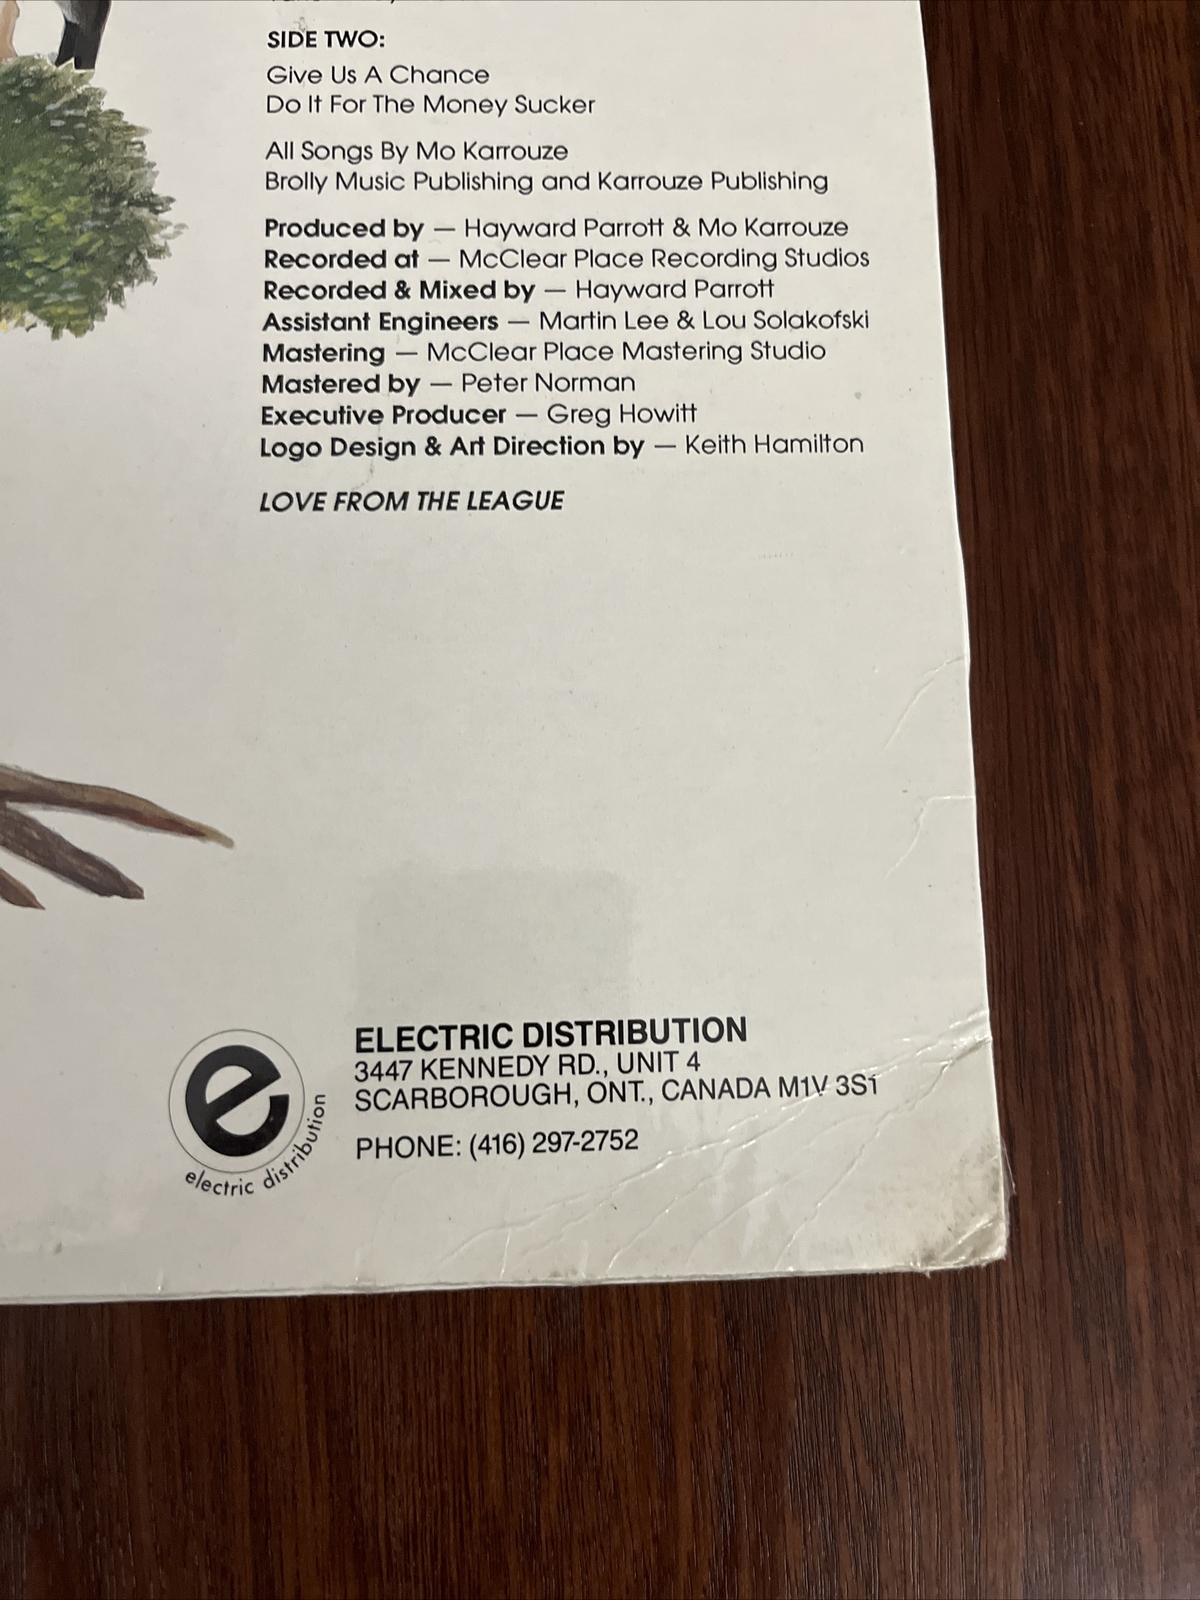 SIDE TWO:
Give Us A Chance
Do It For The Money Sucker
All Songs By Mo Karrouze
Brolly Music Publishing and Karrouze Publishing
Produced by — Hayward Parrott & Mo Karrouze
Recorded at — McClear Place Recording Studios
Recorded & Mixed by — Hayward Parrott
Assistant Engineers — Martin Lee & Lou Solakofski
Mastering — McClear Place Mastering Studio
Mastered by — Peter Norman
Executive Producer — Greg Howitt
Logo Design & Art Direction by — Keith Hamilton
LOVE FROM THE LEAGUE
ELECTRIC DISTRIBUTION
3447 KENNEDY RD., UNIT 4
SCARBOROUGH, ONT., CANADA M1V 3S1
PHONE: (416) 297-2752
e
electric distribution